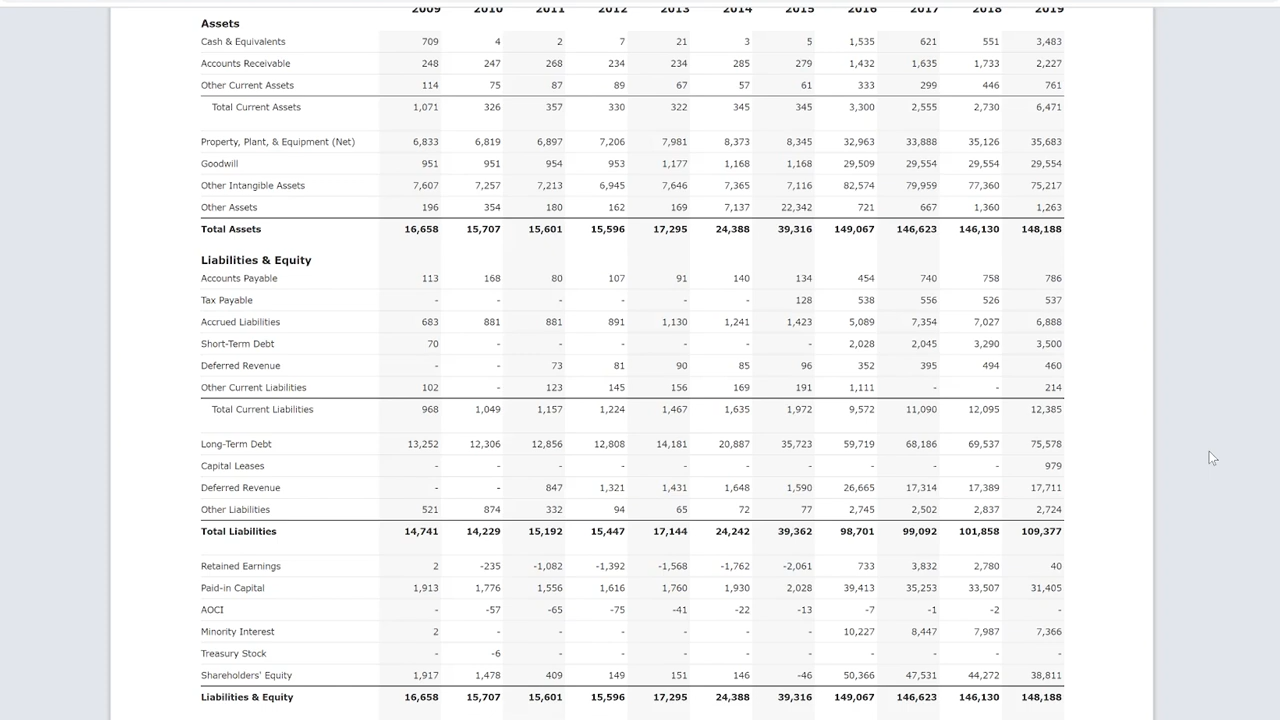 2009 2010 2011 2012 2013 2014 2015 2016 2017 2018 2019
Assets
Cash & Equivalents 709 4 2 7 21 3 5 1,535 621 551 3,483
Accounts Receivable 248 247 268 234 234 285 279 1,432 1,635 1,733 2,227
Other Current Assets 114 75 87 89 67 57 61 333 299 446 761
Total Current Assets 1,071 326 357 330 322 345 345 3,300 2,555 2,730 6,471
Property, Plant, & Equipment (Net) 6,833 6,819 6,897 7,206 7,981 8,373 8,345 32,963 33,888 35,126 35,683
Goodwill 951 951 954 953 1,177 1,168 1,168 29,509 29,554 29,554 29,554
Other Intangible Assets 7,607 7,257 7,213 6,945 7,646 7,365 7,116 82,574 79,959 77,360 75,217
Other Assets 196 354 180 162 169 7,137 22,342 721 667 1,360 1,263
Total Assets 16,658 15,707 15,601 15,596 17,295 24,388 39,316 149,067 146,623 146,130 148,188
Liabilities & Equity
Accounts Payable 113 168 80 107 91 140 134 454 740 758 786
Tax Payable - - - - - - 128 538 556 526 537
Accrued Liabilities 683 881 881 891 1,130 1,241 1,423 5,089 7,354 7,027 6,888
Short-Term Debt 70 - - - - - - 2,028 2,045 3,290 3,500
Deferred Revenue - - 73 81 90 85 96 352 395 494 460
Other Current Liabilities 102 - 123 145 156 169 191 1,111 - - 214
Total Current Liabilities 968 1,049 1,157 1,224 1,467 1,635 1,972 9,572 11,090 12,095 12,385
Long-Term Debt 13,252 12,306 12,856 12,808 14,181 20,887 35,723 59,719 68,186 69,537 75,578
Capital Leases - - - - - - - - - - 979
Deferred Revenue - - 847 1,321 1,431 1,648 1,590 26,665 17,314 17,389 17,711
Other Liabilities 521 874 332 94 65 72 77 2,745 2,502 2,837 2,724
Total Liabilities 14,741 14,229 15,192 15,447 17,144 24,242 39,362 98,701 99,092 101,858 109,377
Retained Earnings 2 -235 -1,082 -1,392 -1,568 -1,762 -2,061 733 3,832 2,780 40
Paid-in Capital 1,913 1,776 1,556 1,616 1,760 1,930 2,028 39,413 35,253 33,507 31,405
AOCI - -57 -65 -75 -41 -22 -13 -7 -1 -2 -
Minority Interest 2 - - - - - - 10,227 8,447 7,987 7,366
Treasury Stock - -6 - - - - - - - - -
Shareholders' Equity 1,917 1,478 409 149 151 146 -46 50,366 47,531 44,272 38,811
Liabilities & Equity 16,658 15,707 15,601 15,596 17,295 24,388 39,316 149,067 146,623 146,130 148,188